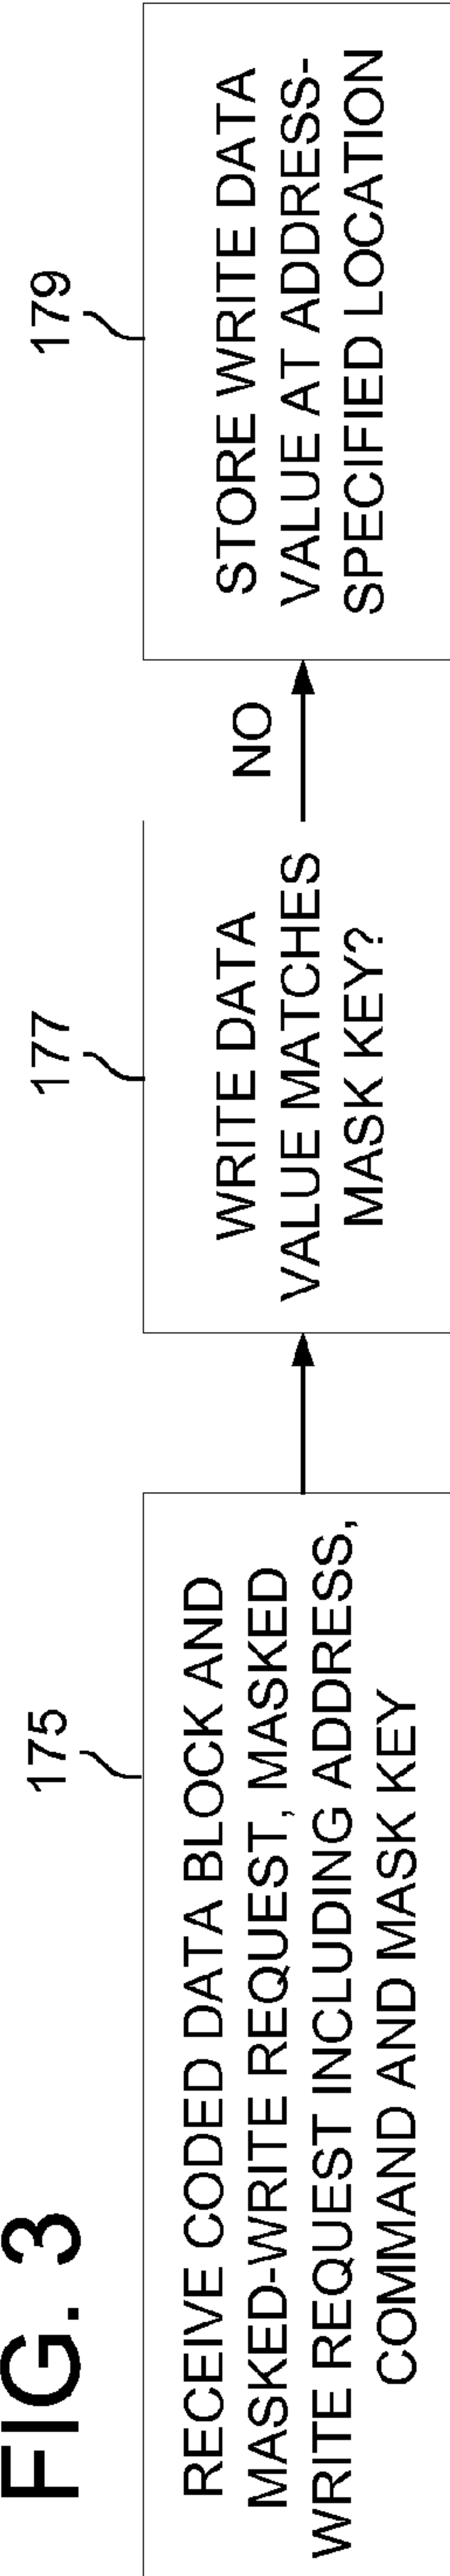 FIG. 3
175
RECEIVE CODED DATA BLOCK AND
MASKED-WRITE REQUEST, MASKED
WRITE REQUEST INCLUDING ADDRESS,
COMMAND AND MASK KEY
177
WRITE DATA
VALUE MATCHES
MASK KEY?
NO
179
STORE WRITE DATA
VALUE AT ADDRESS-
SPECIFIED LOCATION